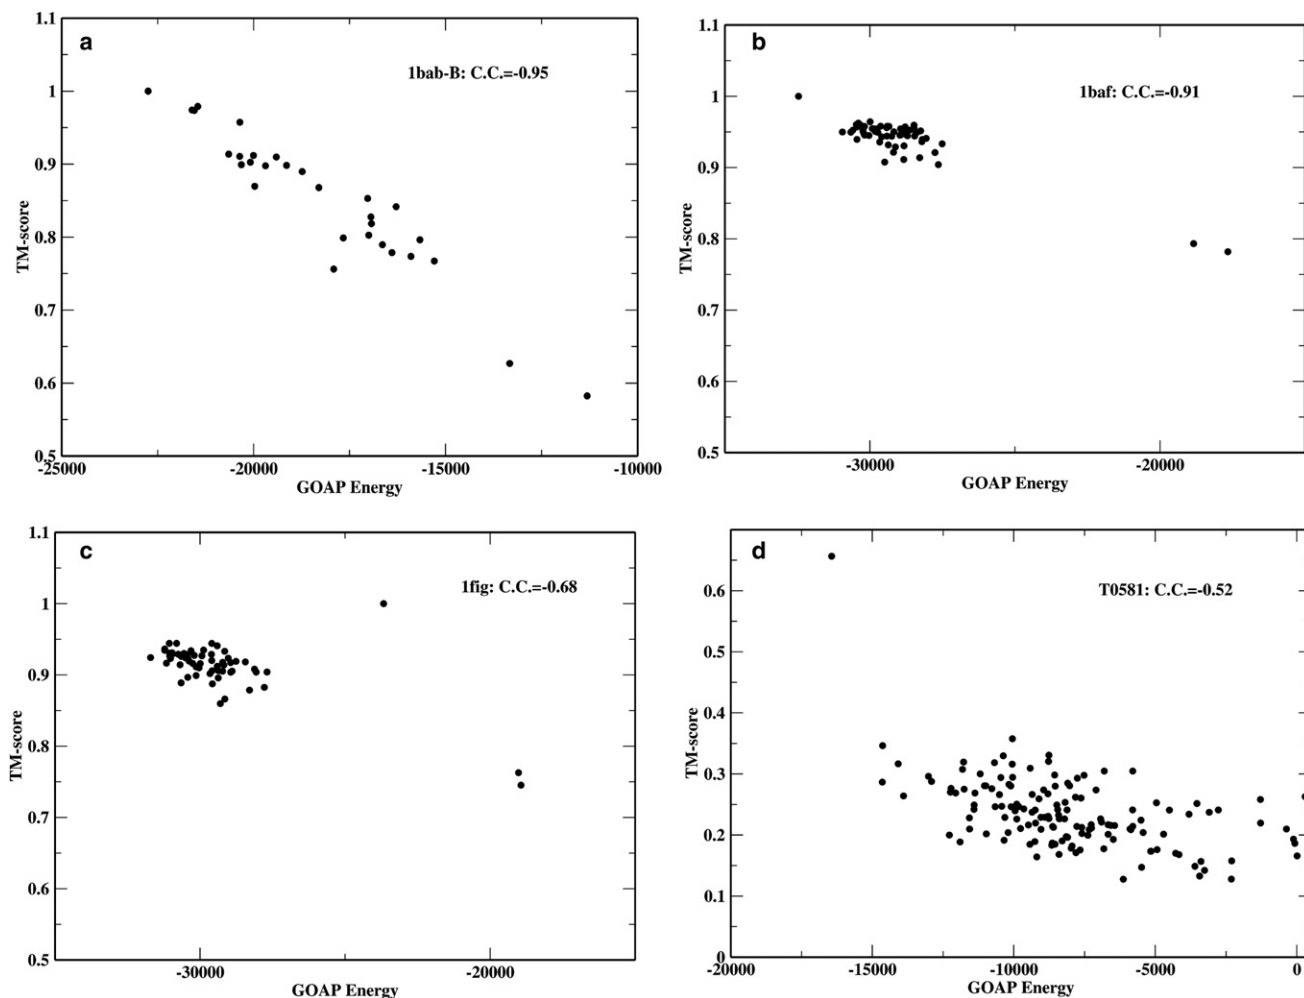 a
1bab-B: C.C.=-0.95
1.1
1
0.9
0.8
0.7
0.6
0.5
TM-score
-25000
-20000
-15000
-10000
GOAP Energy
b
1baf: C.C.=-0.91
1.1
1
0.9
0.8
0.7
0.6
0.5
TM-score
-30000
-20000
GOAP Energy
c
1fig: C.C.=-0.68
1.1
1
0.9
0.8
0.7
0.6
0.5
TM-score
-30000
-20000
GOAP Energy
d
T0581: C.C.=-0.52
0.6
0.5
0.4
0.3
0.2
0.1
0
TM-score
-20000
-15000
-10000
-5000
0
GOAP Energy